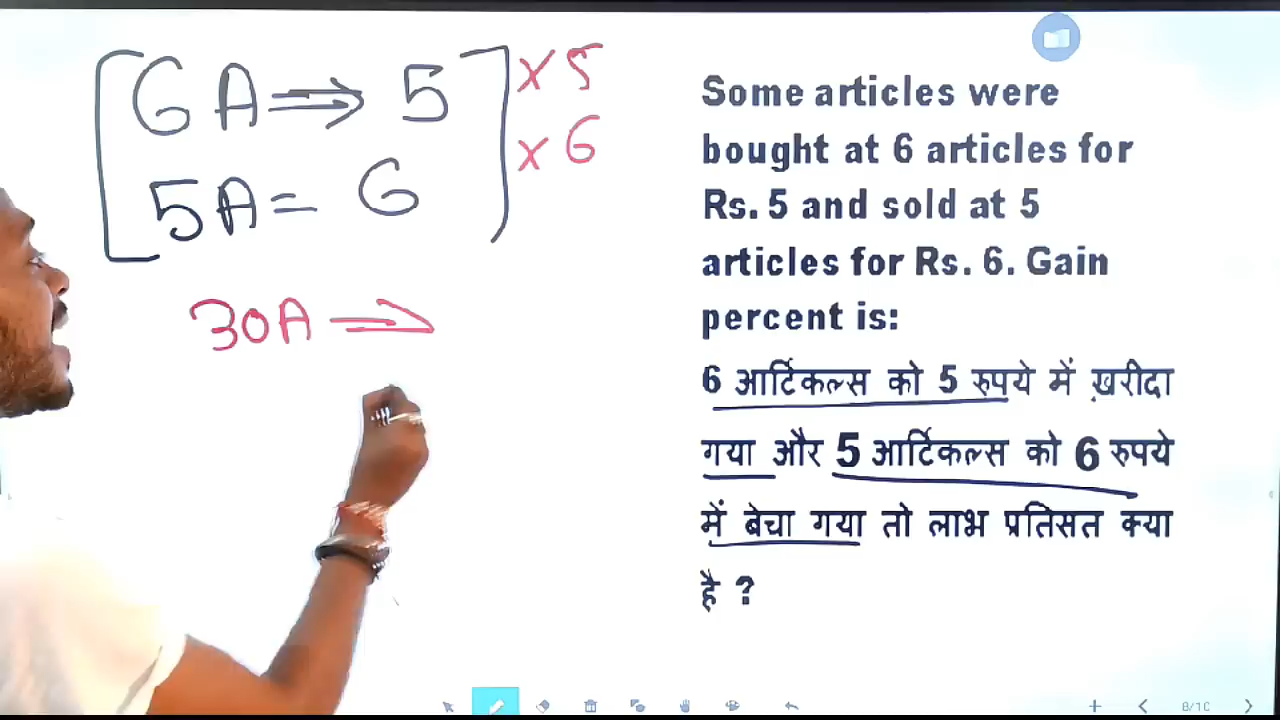 6A ⇒ 5 × 5
5A = 6 × 6
30A ⇒
Some articles were
bought at 6 articles for
Rs. 5 and sold at 5
articles for Rs. 6. Gain
percent is:
6 आर्टिकल्स को 5 रुपये में ख़रीदा
गया और 5 आर्टिकल्स को 6 रुपये
में बेचा गया तो लाभ प्रतिसत क्या
है ?
8/10